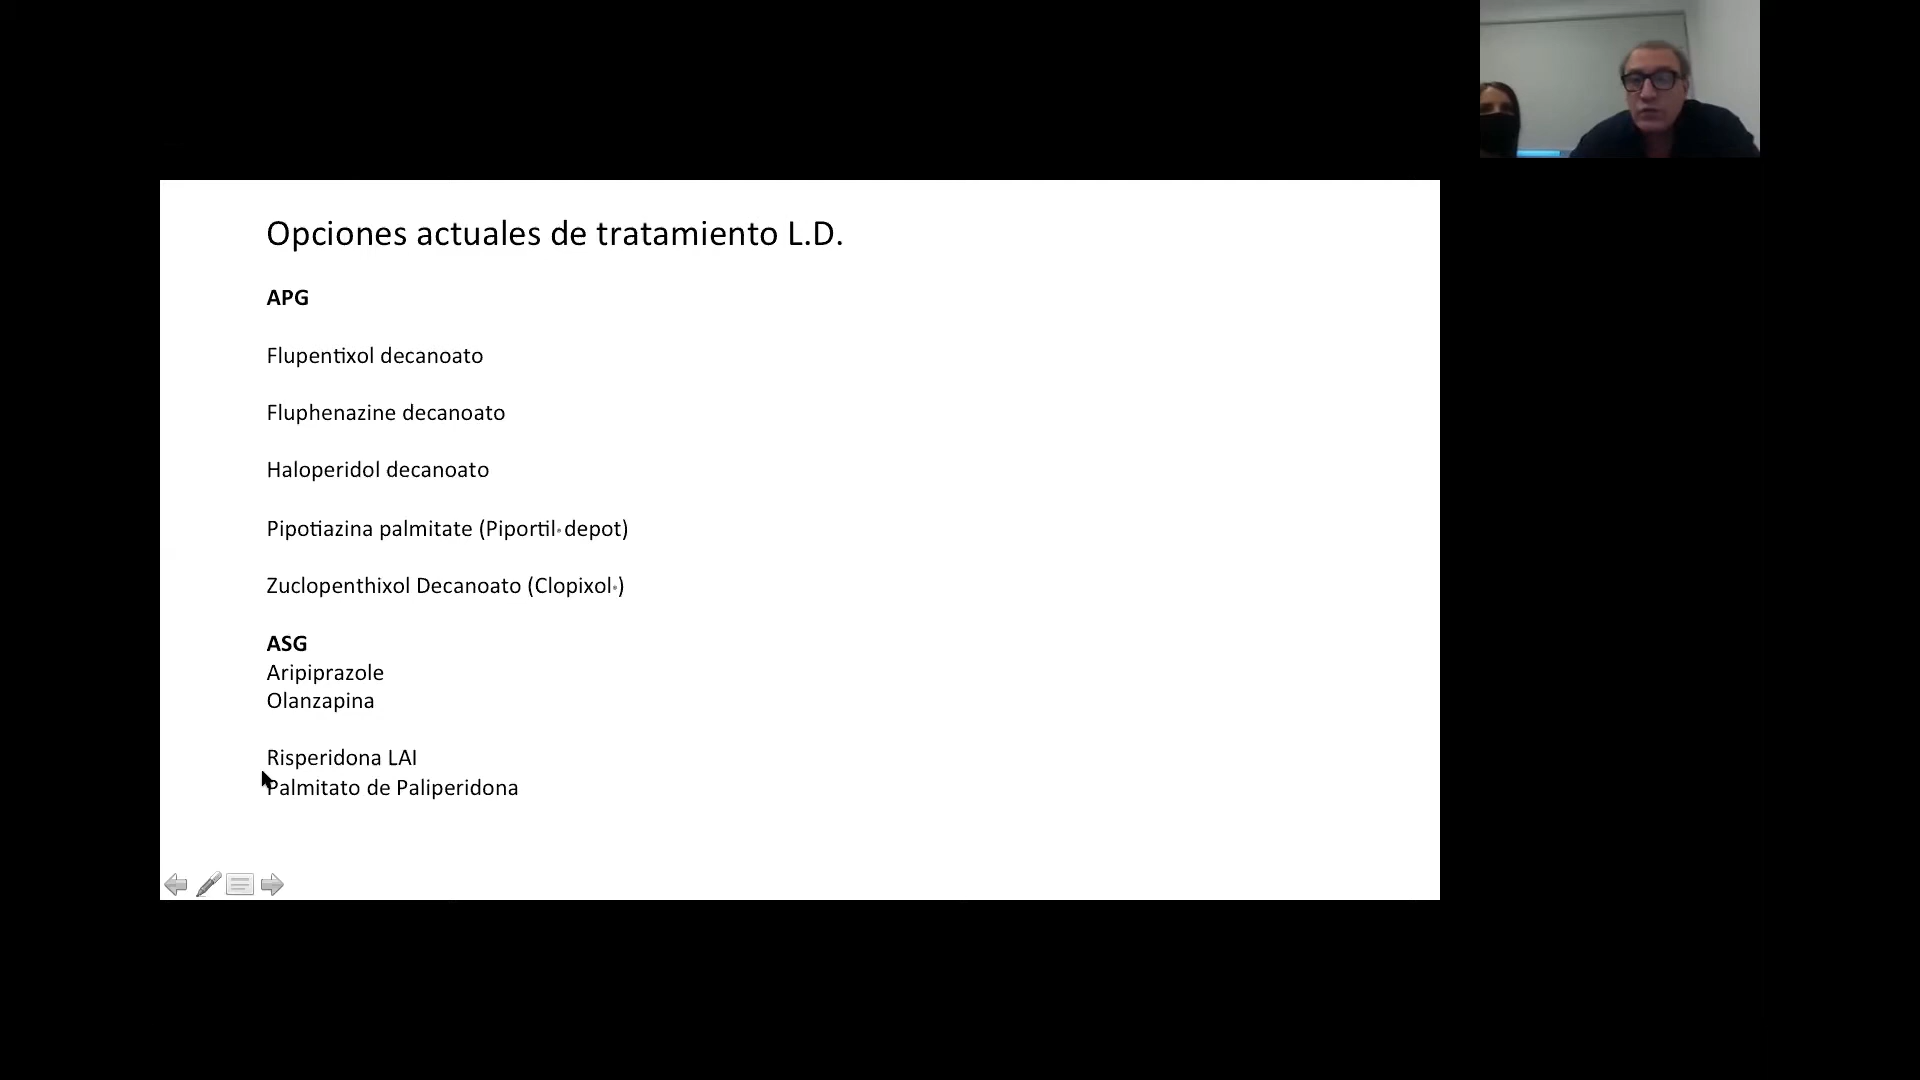 Opciones actuales de tratamiento L.D.
APG
Flupentixol decanoato
Fluphenazine decanoato
Haloperidol decanoato
Pipotiazina palmitate (Piportil· depot)
Zuclopenthixol Decanoato (Clopixol·)
ASG
Aripiprazole
Olanzapina
Risperidona LAI
Palmitato de Paliperidona